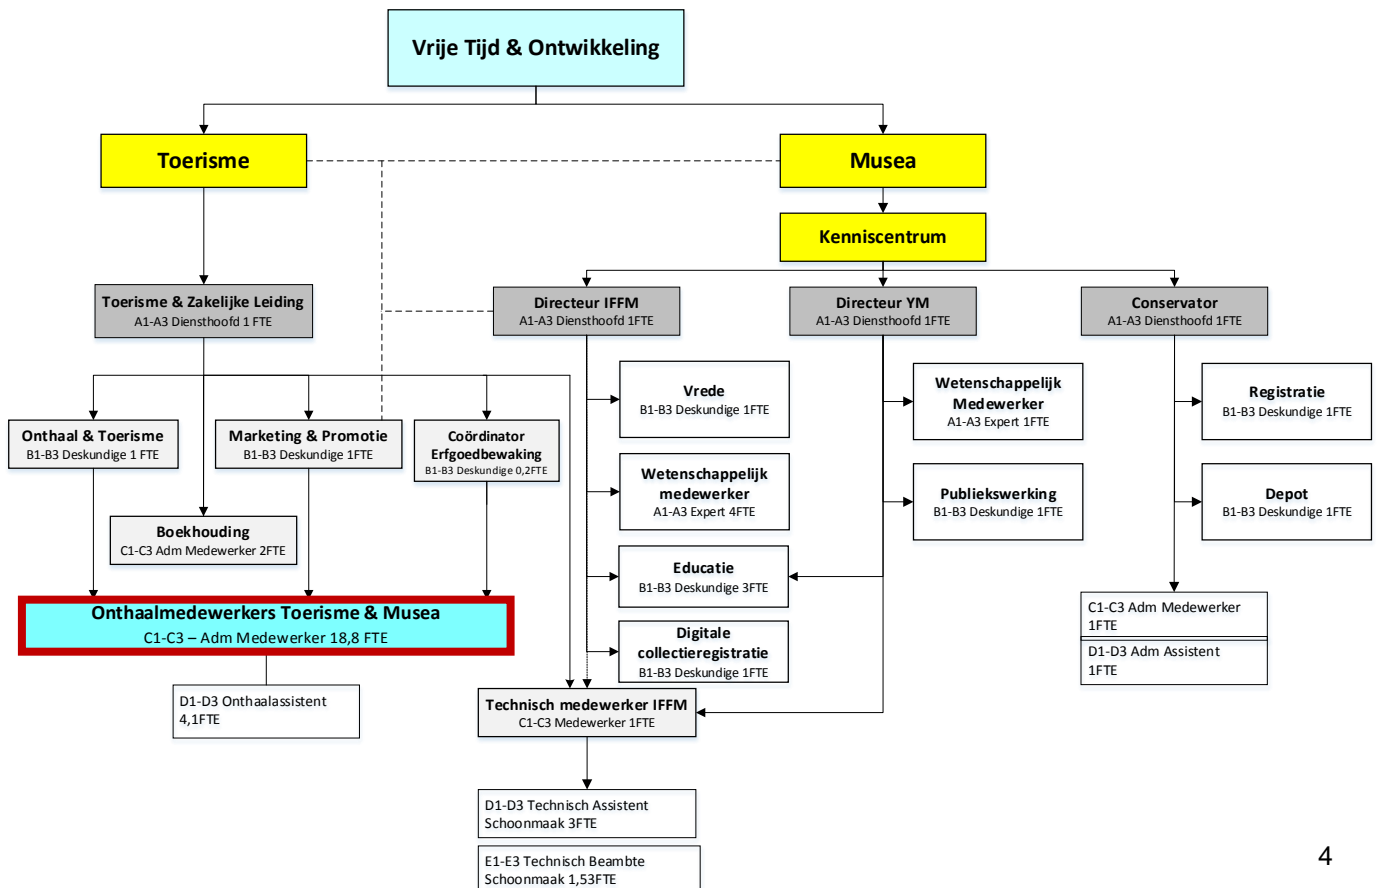 Vrije Tijd & Ontwikkeling
Toerisme
Musea
Kenniscentrum
Toerisme & Zakelijke Leiding
A1-A3 Diensthoofd 1 FTE
Directeur IFFM
A1-A3 Diensthoofd 1FTE
Directeur YM
A1-A3 Diensthoofd 1FTE
Conservator
A1-A3 Diensthoofd 1FTE
Onthaal & Toerisme
B1-B3 Deskundige 1 FTE
Marketing & Promotie
B1-B3 Deskundige 1FTE
Coördinator
Erfgoedbewaking
B1-B3 Deskundige 0,2FTE
Boekhouding
C1-C3 Adm Medewerker 2FTE
Onthaalmedewerkers Toerisme & Musea
C1-C3 – Adm Medewerker 18,8 FTE
D1-D3 Onthaalassistent
4,1FTE
Vrede
B1-B3 Deskundige 1FTE
Wetenschappelijk
medewerker
A1-A3 Expert 4FTE
Educatie
B1-B3 Deskundige 3FTE
Digitale
collectieregistratie
B1-B3 Deskundige 1FTE
Technisch medewerker IFFM
C1-C3 Medewerker 1FTE
D1-D3 Technisch Assistent
Schoonmaak 3FTE
E1-E3 Technisch Beambte
Schoonmaak 1,53FTE
Wetenschappelijk
Medewerker
A1-A3 Expert 1FTE
Publiekswerking
B1-B3 Deskundige 1FTE
Registratie
B1-B3 Deskundige 1FTE
Depot
B1-B3 Deskundige 1FTE
C1-C3 Adm Medewerker
1FTE
D1-D3 Adm Assistent
1FTE
4